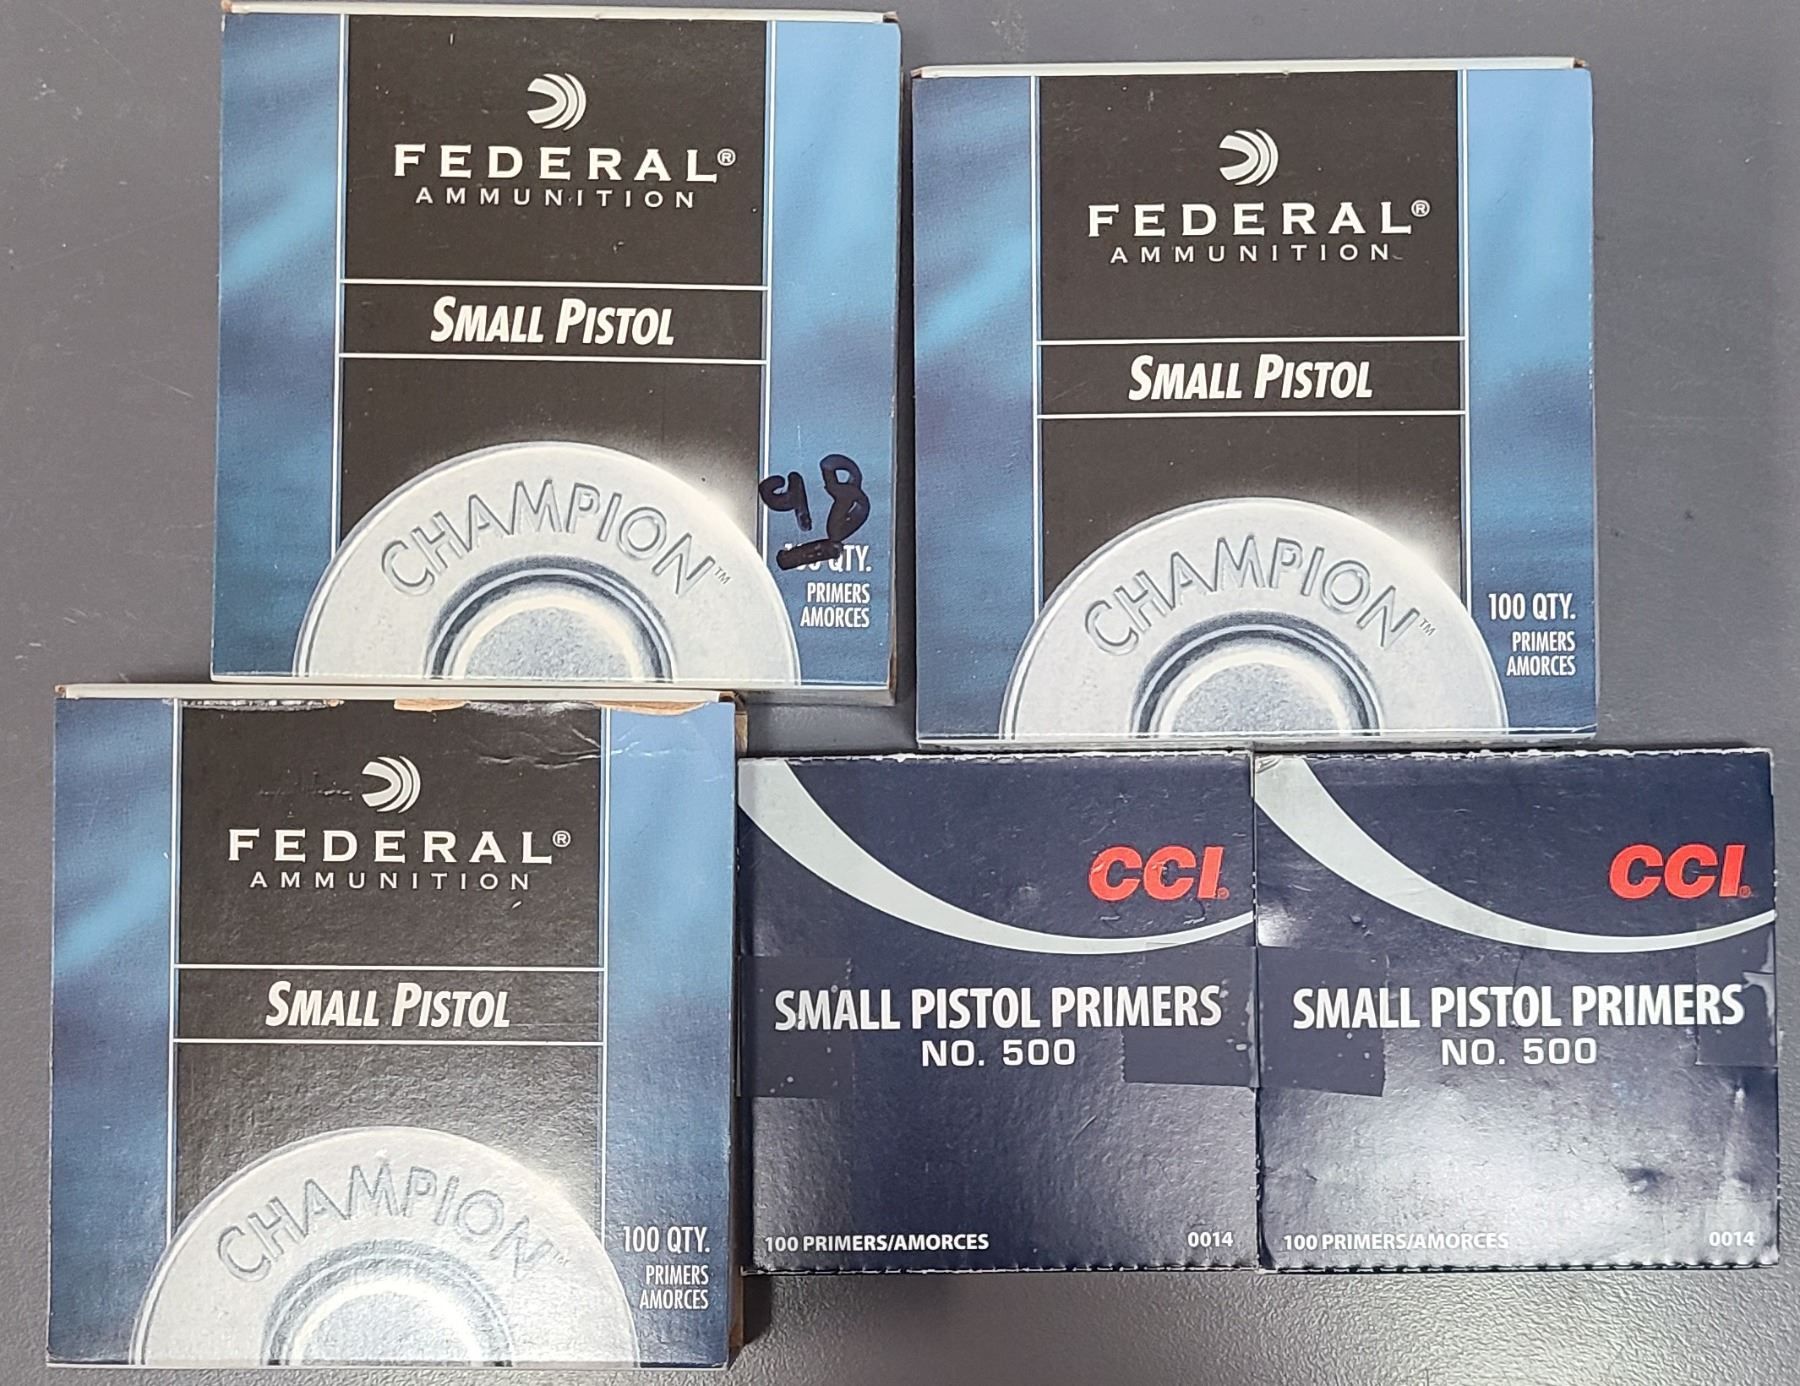 FEDERAL®
AMMUNITION
SMALL PISTOL
CHAMPION™
98
QTY.
PRIMERS
AMORCES
FEDERAL®
AMMUNITION
SMALL PISTOL
CHAMPION™
100 QTY.
PRIMERS
AMORCES
FEDERAL®
AMMUNITION
SMALL PISTOL
CHAMPION™
100 QTY.
PRIMERS
AMORCES
CCI®
SMALL PISTOL PRIMERS
NO. 500
100 PRIMERS/AMORCES 0014
CCI®
SMALL PISTOL PRIMERS
NO. 500
100 PRIMERS/AMORCES 0014